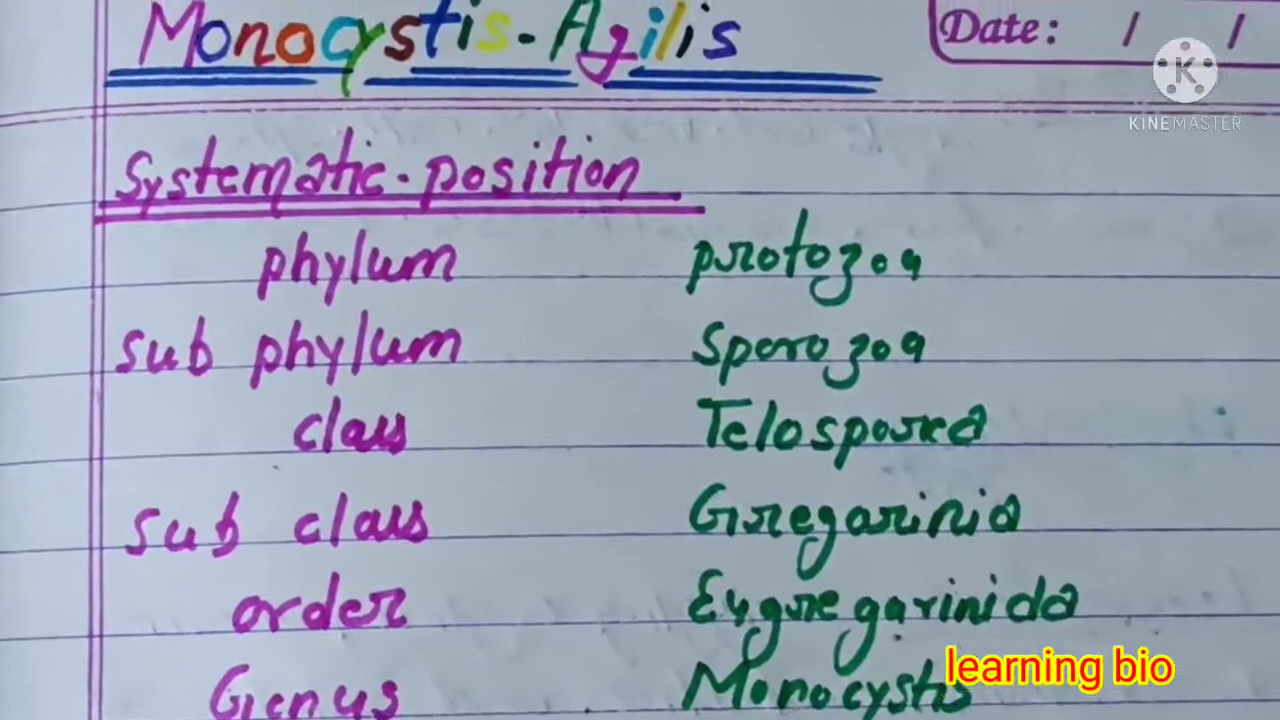 Monocystis-Agilis
Date: / /
KINEMASTER
Systematic-position
phylum protozoa
sub phylum Sporozoa
class Telosporea
sub class Gregarinia
order Eugregarinida
Genus Monocystis
learning bio